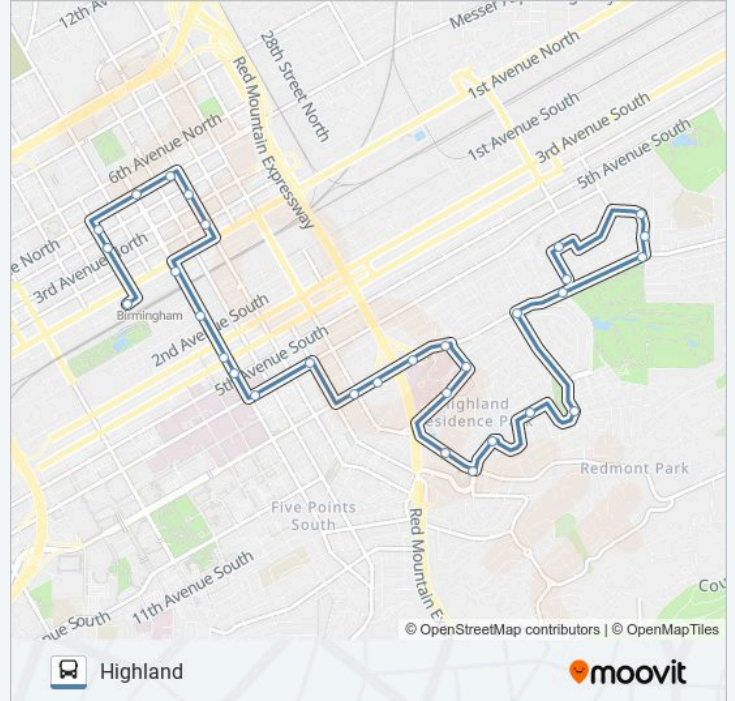 12th Av
Messer
28th Street North
Red Mountain Expressway
1st Avenue North
6th Avenue North
1st Avenue South
3rd Avenue South
5th Avenue South
e North
3rd Avenue North
Birmingham
2nd Avenue South
5th Avenue South
Highland
Residence P
Redmont Park
Five Points
South
Red Mountain E
11th Avenue South
nue South
Cou
© OpenStreetMap contributors | © OpenMapTiles
Highland
moovit